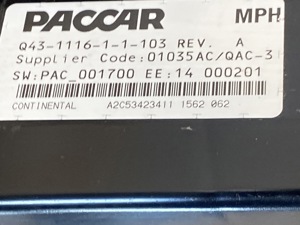 PACCAR MPH
Q43-1116-1-1-103 REV. A
Supplier Code:01035AC/QAC-3
SW:PAC_001700 EE:14 000201
CONTINENTAL A2C53423411 1562 062